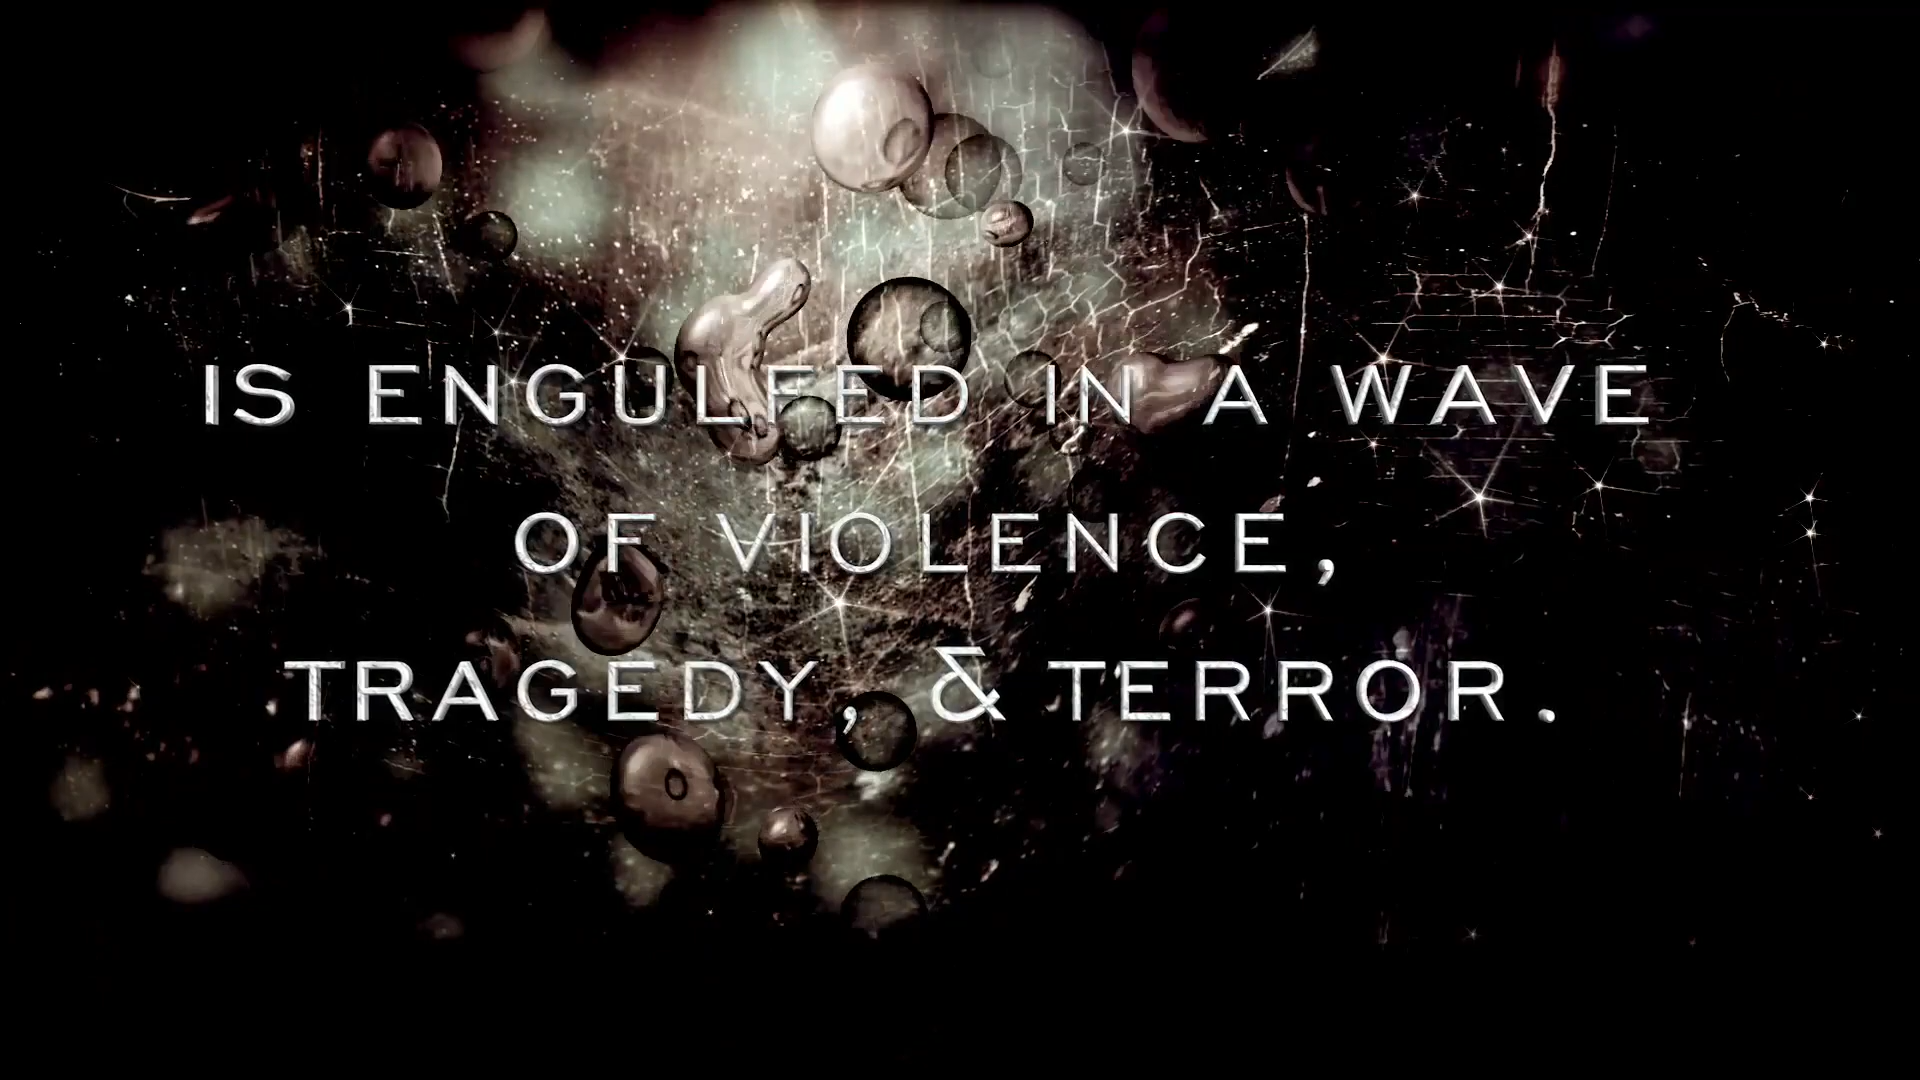 IS ENGULFED IN A WAVE
OF VIOLENCE,
TRAGEDY, & TERROR.